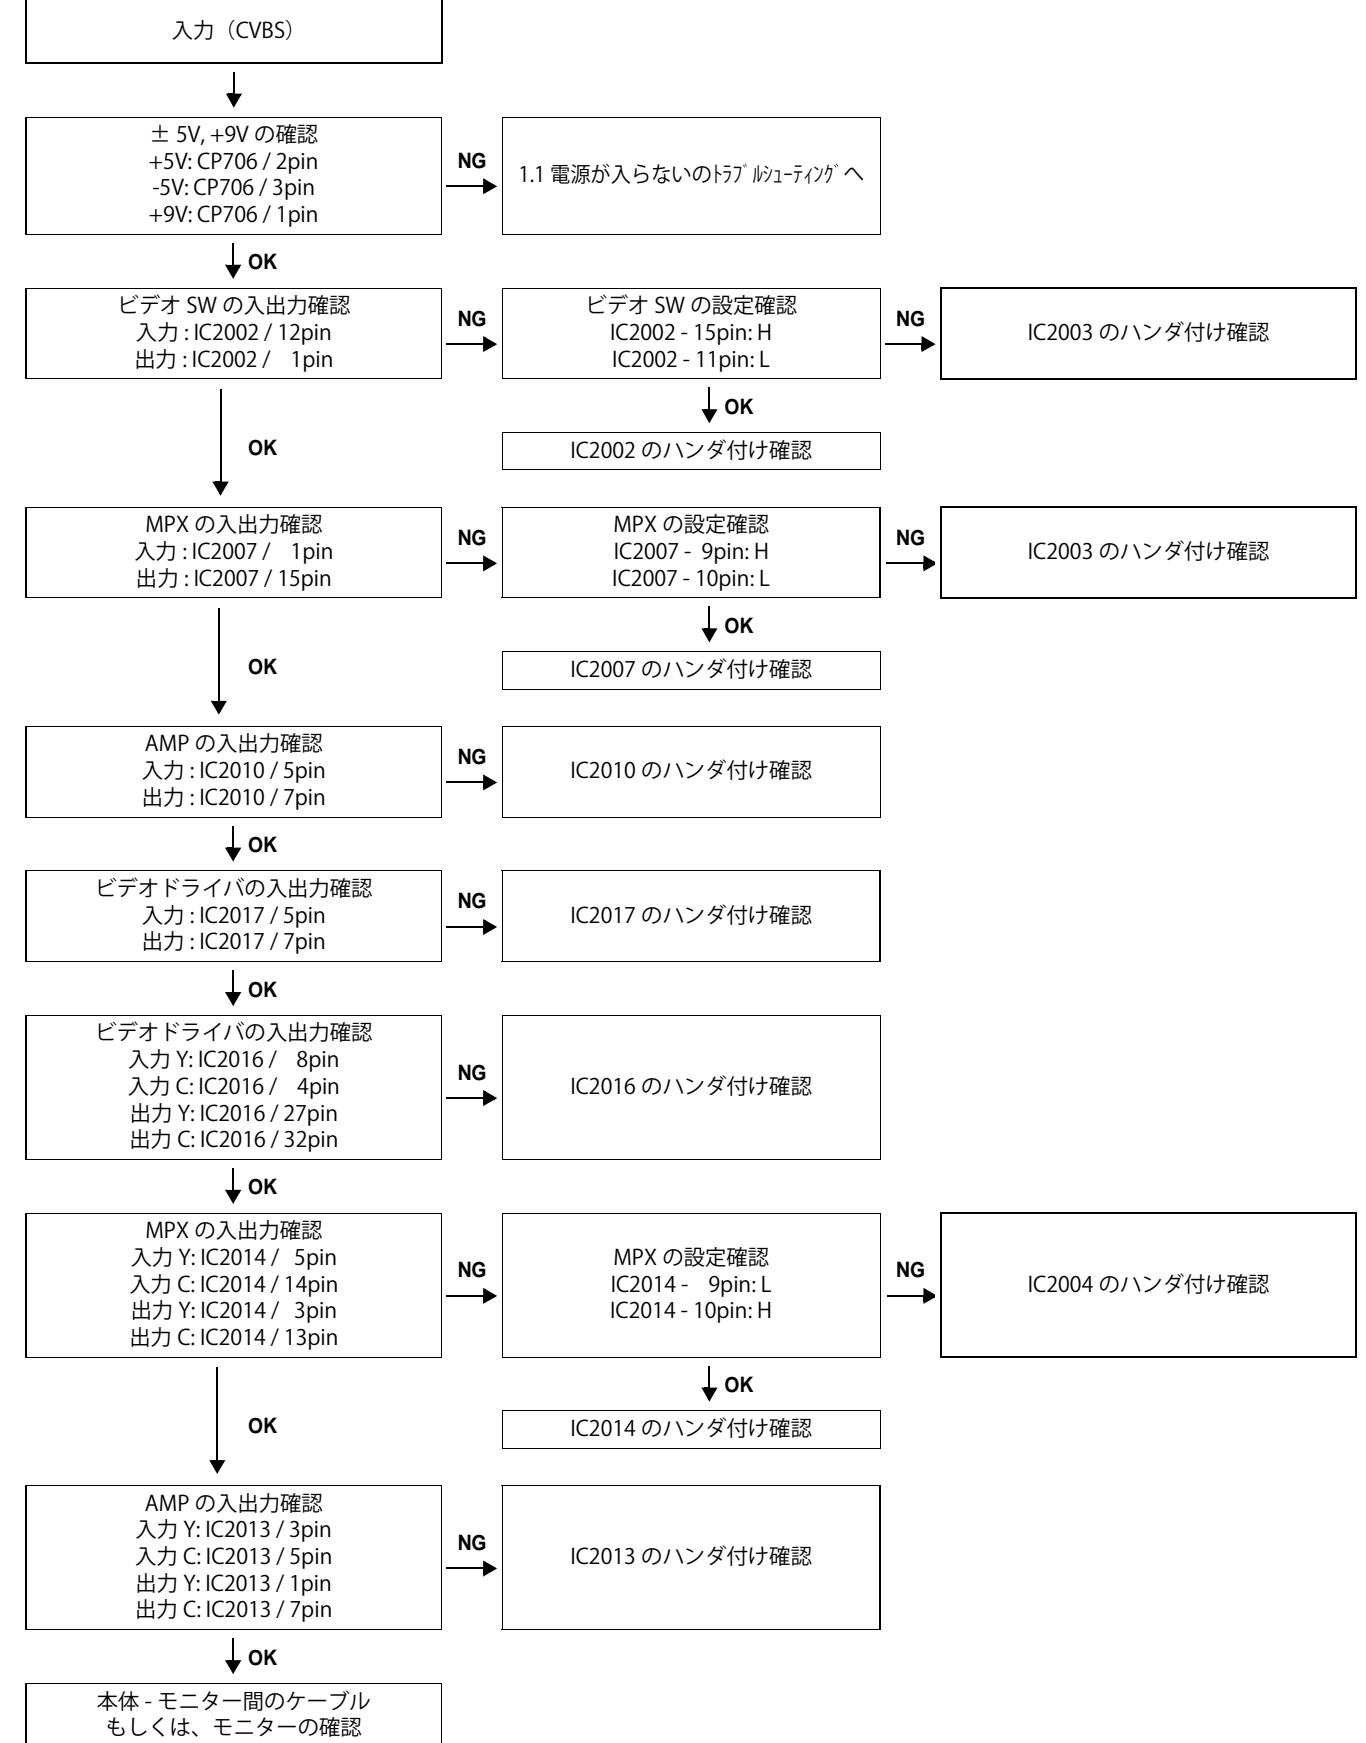 入力（CVBS）
± 5V, +9V の確認
+5V: CP706 / 2pin
-5V: CP706 / 3pin
+9V: CP706 / 1pin
NG
1.1 電源が入らないのﾄﾗﾌﾞﾙｼｭｰﾃｨﾝｸﾞへ
OK
ビデオ SW の入出力確認
入力 : IC2002 / 12pin
出力 : IC2002 / 1pin
NG
ビデオ SW の設定確認
IC2002 - 15pin: H
IC2002 - 11pin: L
NG
IC2003 のハンダ付け確認
OK
IC2002 のハンダ付け確認
OK
MPX の入出力確認
入力 : IC2007 / 1pin
出力 : IC2007 / 15pin
NG
MPX の設定確認
IC2007 - 9pin: H
IC2007 - 10pin: L
NG
IC2003 のハンダ付け確認
OK
IC2007 のハンダ付け確認
OK
AMP の入出力確認
入力 : IC2010 / 5pin
出力 : IC2010 / 7pin
NG
IC2010 のハンダ付け確認
OK
ビデオドライバの入出力確認
入力 : IC2017 / 5pin
出力 : IC2017 / 7pin
NG
IC2017 のハンダ付け確認
OK
ビデオドライバの入出力確認
入力 Y: IC2016 / 8pin
入力 C: IC2016 / 4pin
出力 Y: IC2016 / 27pin
出力 C: IC2016 / 32pin
NG
IC2016 のハンダ付け確認
OK
MPX の入出力確認
入力 Y: IC2014 / 5pin
入力 C: IC2014 / 14pin
出力 Y: IC2014 / 3pin
出力 C: IC2014 / 13pin
NG
MPX の設定確認
IC2014 - 9pin: L
IC2014 - 10pin: H
NG
IC2004 のハンダ付け確認
OK
IC2014 のハンダ付け確認
OK
AMP の入出力確認
入力 Y: IC2013 / 3pin
入力 C: IC2013 / 5pin
出力 Y: IC2013 / 1pin
出力 C: IC2013 / 7pin
NG
IC2013 のハンダ付け確認
OK
本体 - モニター間のケーブル
もしくは、モニターの確認